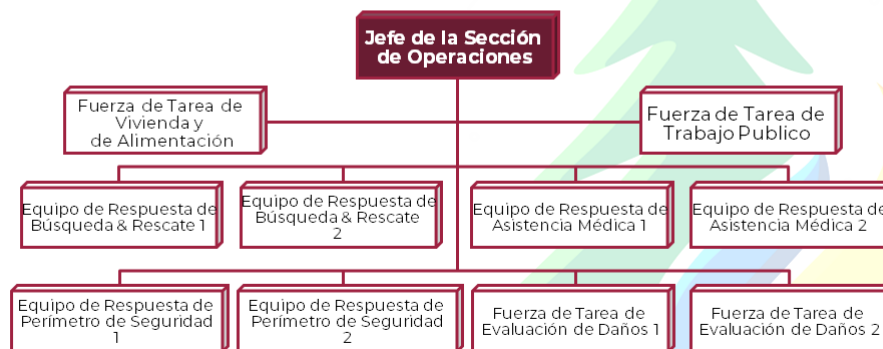 Jefe de la Sección
de Operaciones
Fuerza de Tarea de
Vivienda y
de Alimentación
Fuerza de Tarea de
Trabajo Publico
Equipo de Respuesta de
Búsqueda & Rescate 1
Equipo de Respuesta de
Búsqueda & Rescate
2
Equipo de Respuesta de
Asistencia Médica 1
Equipo de Respuesta de
Asistencia Médica 2
Equipo de Respuesta de
Perímetro de Seguridad
1
Equipo de Respuesta de
Perímetro de Seguridad
2
Fuerza de Tarea de
Evaluación de Daños 1
Fuerza de Tarea de
Evaluación de Daños 2